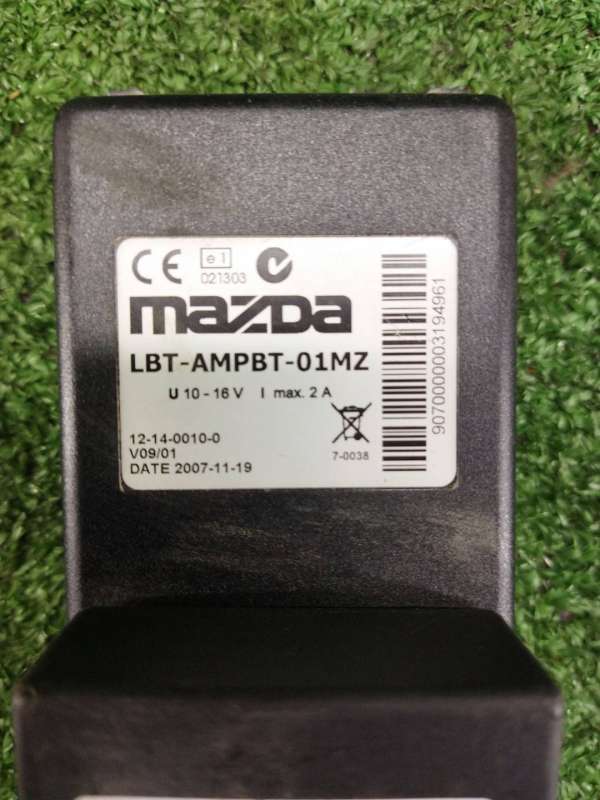 CE e1
021303
mazda
LBT-AMPBT-01MZ
U 10 - 16 V I max. 2 A
12-14-0010-0
V09/01
DATE 2007-11-19
7-0038
9070000003194961